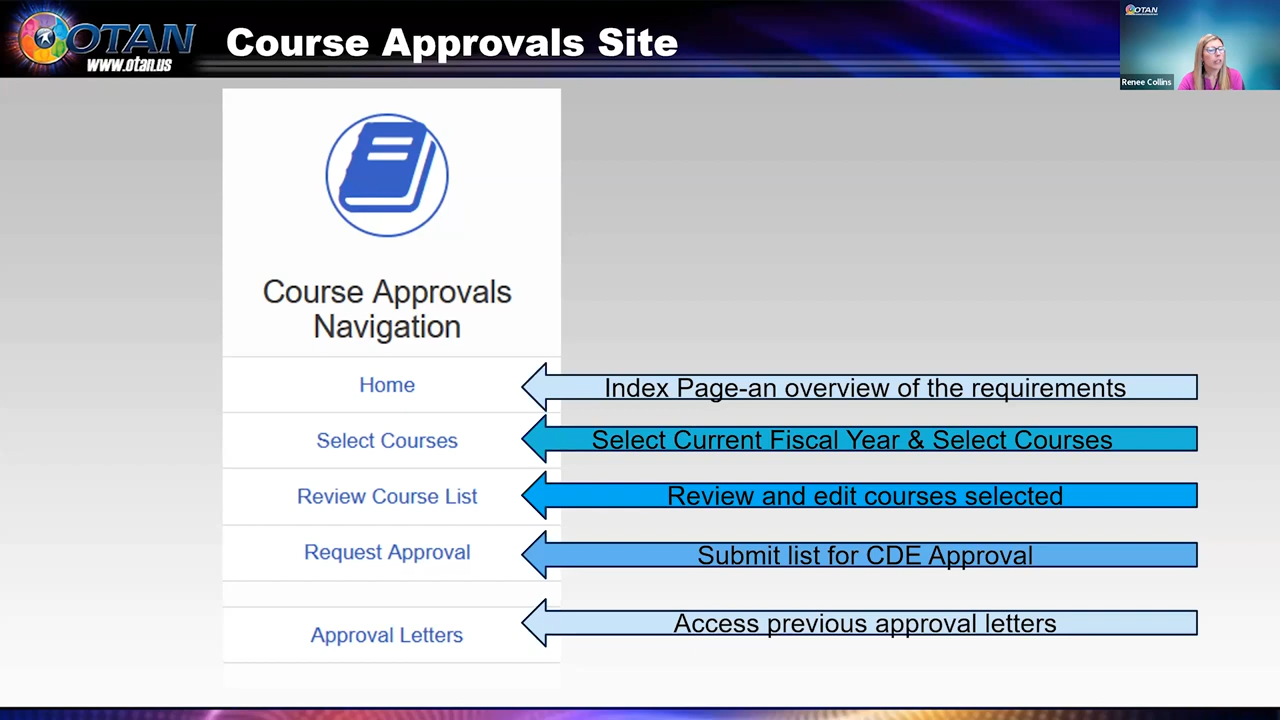 OTAN
www.otan.us
Course Approvals Site
OTAN
Renee Collins
Course Approvals
Navigation
Home
Index Page-an overview of the requirements
Select Courses
Select Current Fiscal Year & Select Courses
Review Course List
Review and edit courses selected
Request Approval
Submit list for CDE Approval
Approval Letters
Access previous approval letters